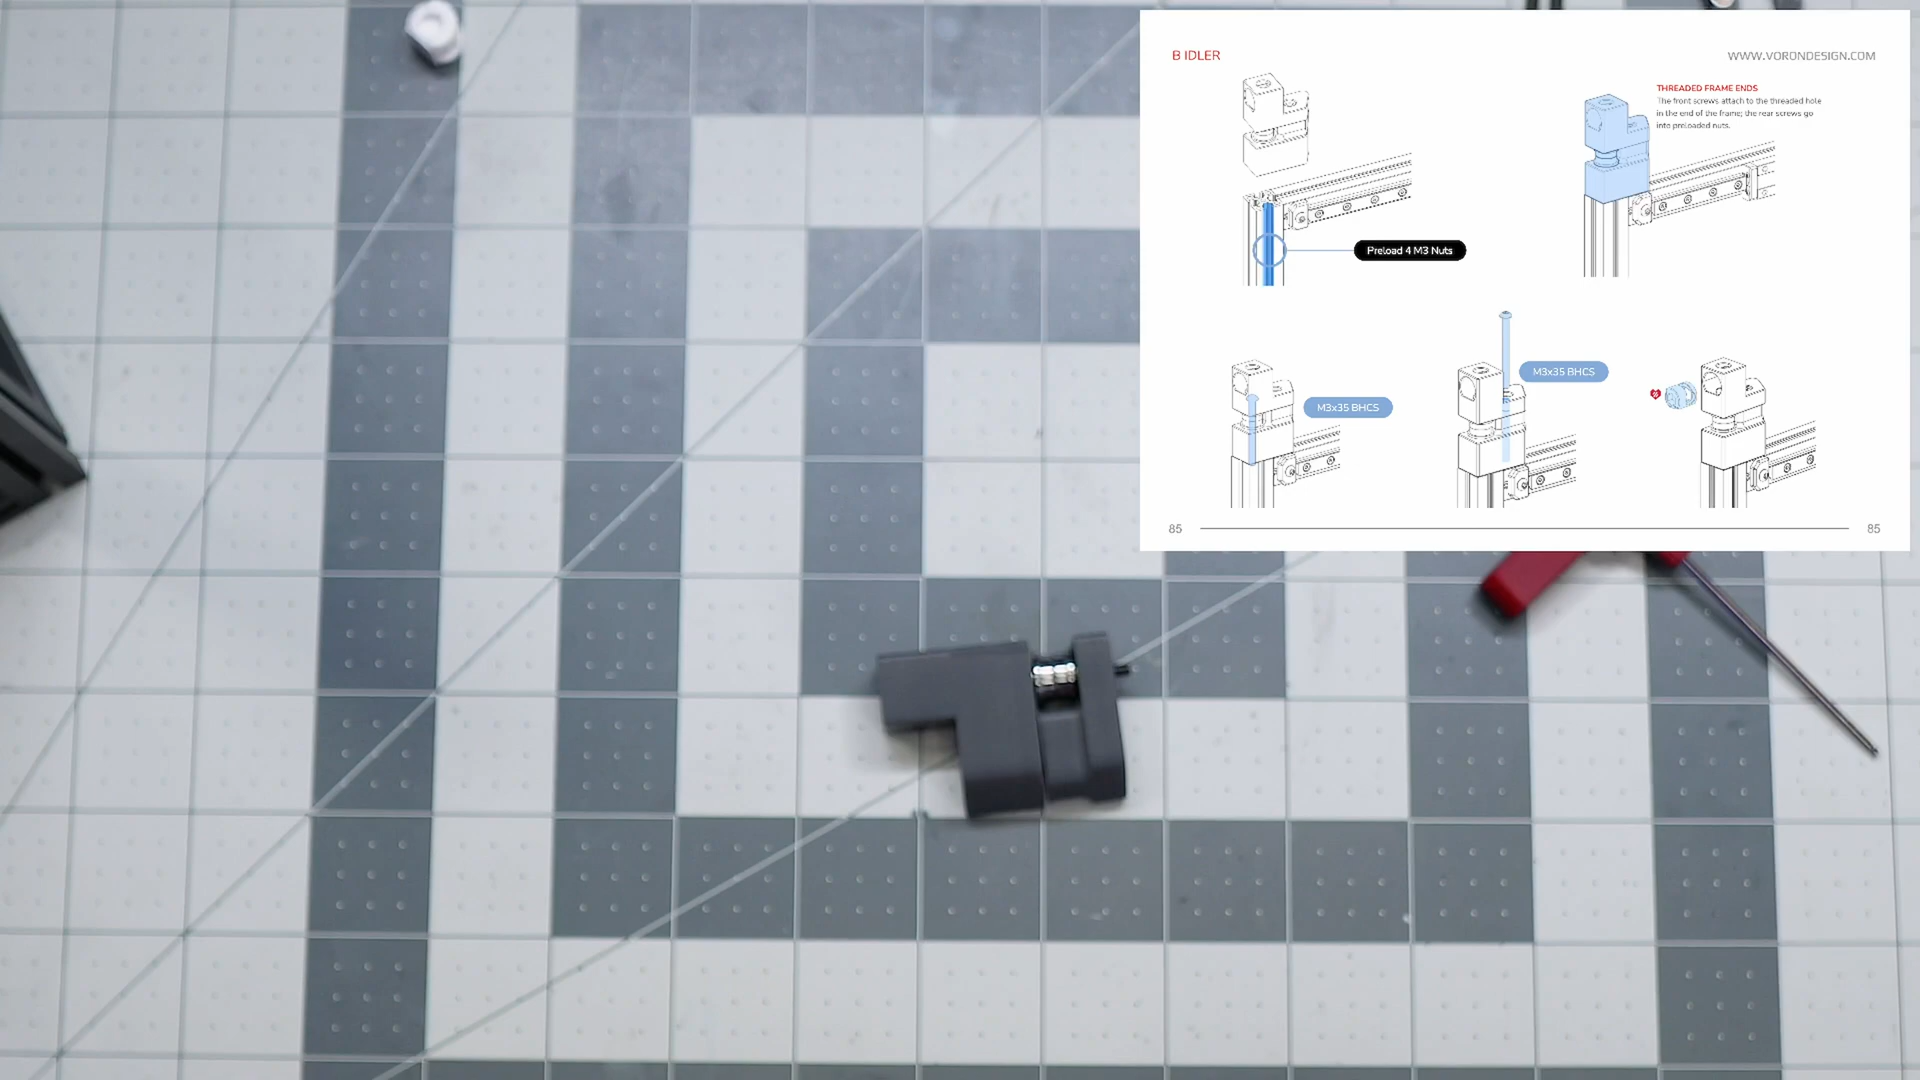 B IDLER
WWW.VORONDESIGN.COM
THREADED FRAME ENDS
The front screws attach to the threaded hole
in the end of the frame; the rear screws go
into preloaded nuts.
Preload 4 M3 Nuts
M3x35 BHCS
M3x35 BHCS
85
85